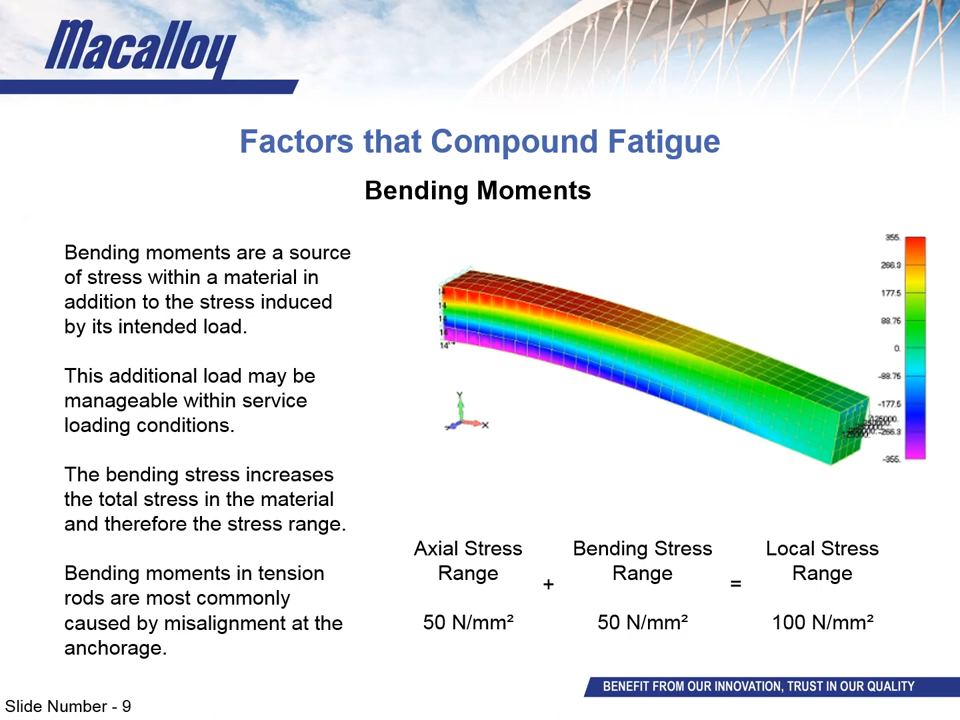 Macalloy
Factors that Compound Fatigue
Bending Moments
Bending moments are a source
of stress within a material in
addition to the stress induced
by its intended load.
This additional load may be
manageable within service
loading conditions.
The bending stress increases
the total stress in the material
and therefore the stress range.
Bending moments in tension
rods are most commonly
caused by misalignment at the
anchorage.
355.
266.3
177.5
88.75
0.
-88.75
-177.5
-266.3
-355.
14
14
14
14
Y
X
Axial Stress
Range
+
Bending Stress
Range
=
Local Stress
Range
50 N/mm²
50 N/mm²
100 N/mm²
BENEFIT FROM OUR INNOVATION, TRUST IN OUR QUALITY
Slide Number - 9